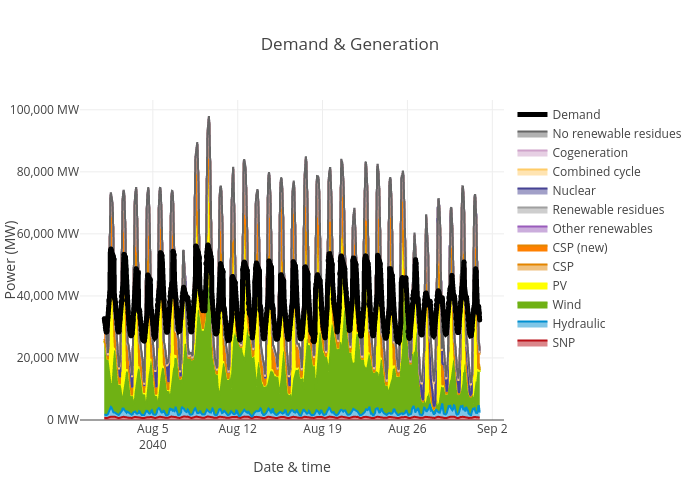 Demand & Generation
100,000 MW
80,000 MW
60,000 MW
40,000 MW
20,000 MW
0 MW
Power (MW)
Aug 5
2040
Aug 12
Aug 19
Aug 26
Sep 2
Date & time
Demand
No renewable residues
Cogeneration
Combined cycle
Nuclear
Renewable residues
Other renewables
CSP (new)
CSP
PV
Wind
Hydraulic
SNP